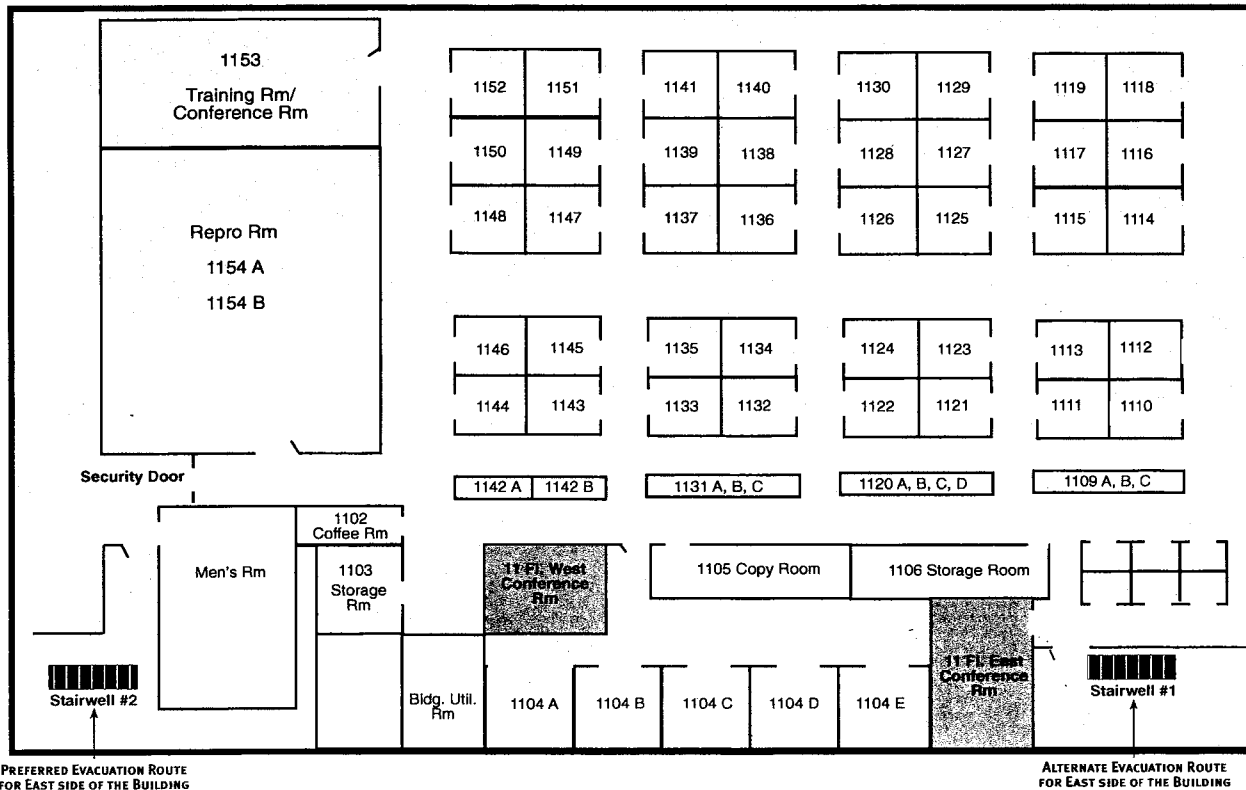 1153
Training Rm/
Conference Rm
Repro Rm
1154 A
1154 B
1152 1151
1150 1149
1148 1147
1141 1140
1139 1138
1137 1136
1130 1129
1128 1127
1126 1125
1119 1118
1117 1116
1115 1114
1146 1145
1144 1143
1135 1134
1133 1132
1124 1123
1122 1121
1113 1112
1111 1110
Security Door
1142 A 1142 B
1131 A, B, C
1120 A, B, C, D
1109 A, B, C
1102
Coffee Rm
Men's Rm
1103
Storage
Rm
11 Fl. West
Conference
Rm
1105 Copy Room
1106 Storage Room
Stairwell #2
Bldg. Util.
Rm
1104 A
1104 B
1104 C
1104 D
1104 E
11 Fl. East
Conference
Rm
Stairwell #1
PREFERRED EVACUATION ROUTE
FOR EAST SIDE OF THE BUILDING
ALTERNATE EVACUATION ROUTE
FOR EAST SIDE OF THE BUILDING